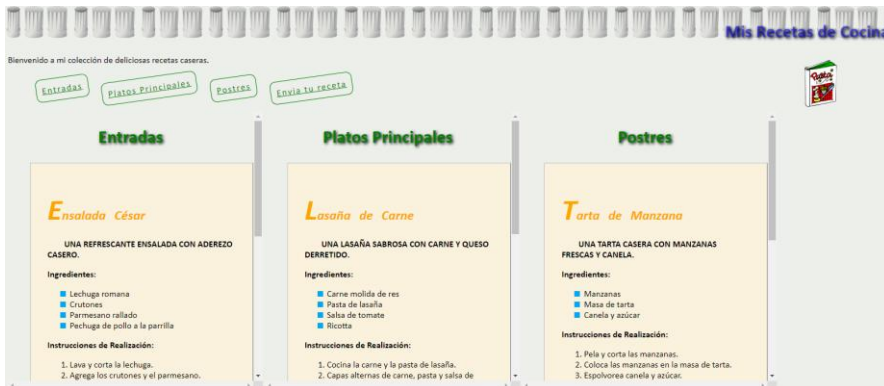 Mis Recetas de Cocina
Bienvenido a mi colección de deliciosas recetas caseras.
Entradas
Platos Principales
Postres
Envia tu receta
Entradas
Ensalada César
UNA REFRESCANTE ENSALADA CON ADEREZO
CASERO.
Ingredientes:
Lechuga romana
Crutones
Parmesano rallado
Pechuga de pollo a la parrilla
Instrucciones de Realización:
1. Lava y corta la lechuga.
2. Agrega los crutones y el parmesano.
Platos Principales
Lasaña de Carne
UNA LASAÑA SABROSA CON CARNE Y QUESO
DERRETIDO.
Ingredientes:
Carne molida de res
Pasta de lasaña
Salsa de tomate
Ricotta
Instrucciones de Realización:
1. Cocina la carne y la pasta de lasaña.
2. Capas alternas de carne, pasta y salsa de
Postres
Tarta de Manzana
UNA TARTA CASERA CON MANZANAS
FRESCAS Y CANELA.
Ingredientes:
Manzanas
Masa de tarta
Canela y azúcar
Instrucciones de Realización:
1. Pela y corta las manzanas.
2. Coloca las manzanas en la masa de tarta.
3. Espolvorea canela y azúcar.